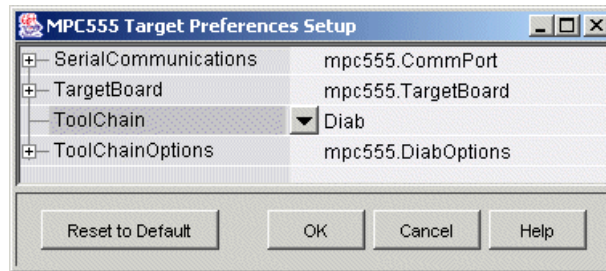 MPC555 Target Preferences Setup
SerialCommunications mpc555.CommPort
TargetBoard mpc555.TargetBoard
ToolChain Diab
ToolChainOptions mpc555.DiabOptions
Reset to Default OK Cancel Help